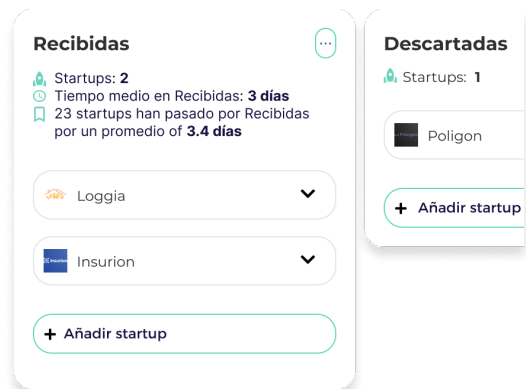 Recibidas
Startups: 2
Tiempo medio en Recibidas: 3 días
23 startups han pasado por Recibidas
por un promedio of 3.4 días
Loggia
Insurion
Insurion
+ Añadir startup
Descartadas
Startups: 1
Poligon
+ Añadir startup